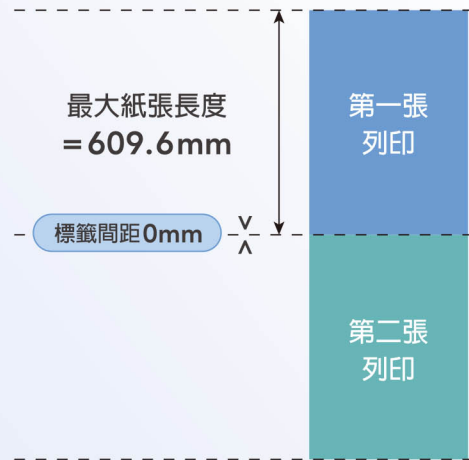 最大紙張長度
=609.6mm
第一張
列印
標籤間距0mm
第二張
列印